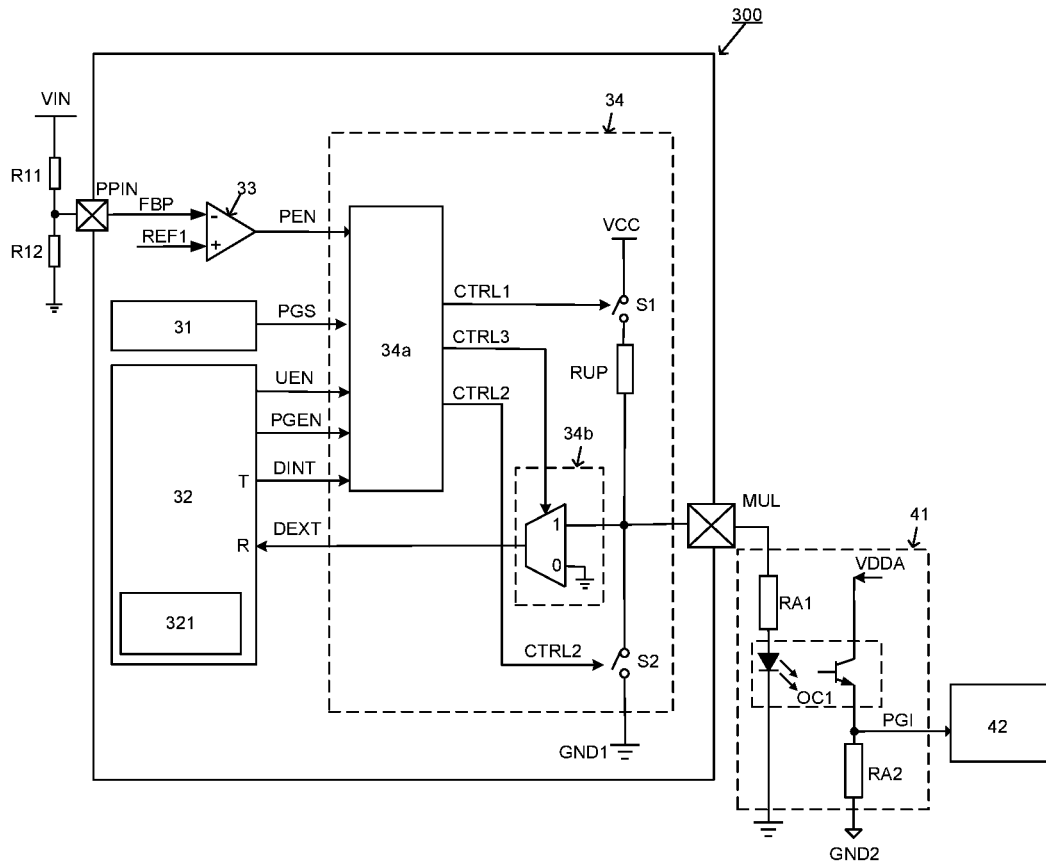 300
VIN
34
R11
PPIN
FBP
33
PEN
R12
REF1
-
+
VCC
CTRL1
S1
31
PGS
34a
CTRL3
RUP
UEN
CTRL2
PGEN
34b
T
DINT
MUL
32
1
41
R
DEXT
0
VDDA
RA1
321
CTRL2
S2
OC1
PGI
42
GND1
RA2
GND2